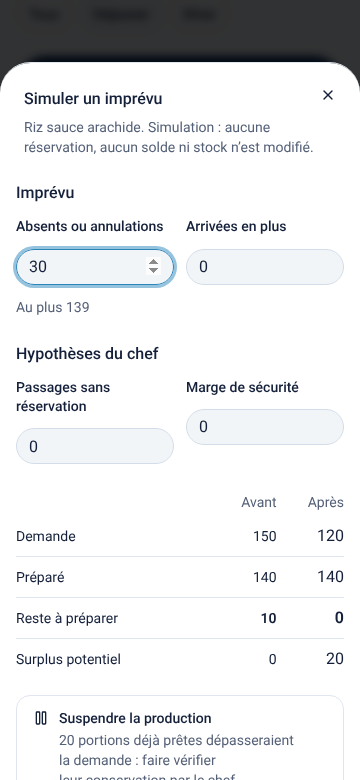 Simuler un imprévu
Riz sauce arachide. Simulation : aucune
réservation, aucun solde ni stock n’est modifié.
Imprévu
Absents ou annulations
Arrivées en plus
30
0
Au plus 139
Hypothèses du chef
Passages sans
réservation
Marge de sécurité
0
0
Avant Après
Demande 150 120
Préparé 140 140
Reste à préparer 10 0
Surplus potentiel 0 20
Suspendre la production
20 portions déjà prêtes dépasseraient
la demande : faire vérifier
leur conservation par le chef